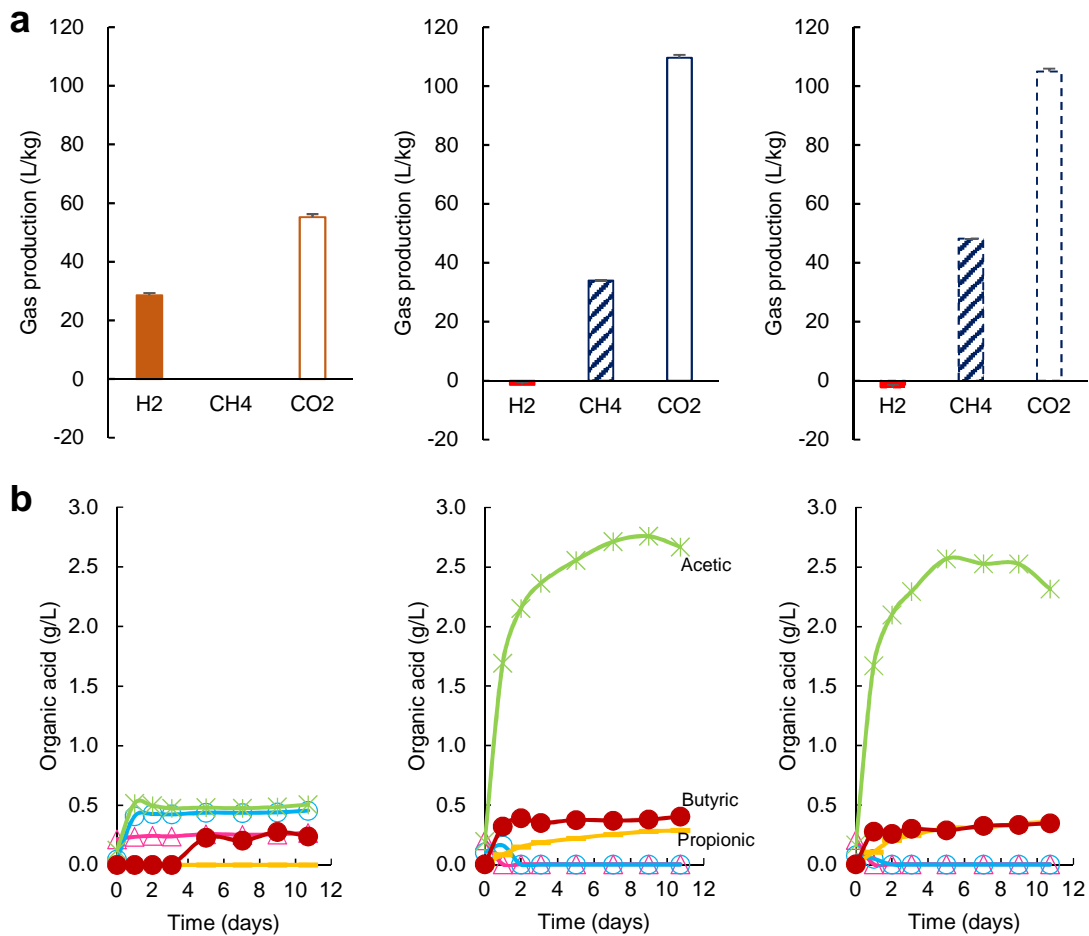 a
Gas production (L/kg)
120
100
80
60
40
20
0
-20
H2 CH4 CO2
Gas production (L/kg)
120
100
80
60
40
20
0
-20
H2 CH4 CO2
Gas production (L/kg)
120
100
80
60
40
20
0
-20
H2 CH4 CO2
b
Organic acid (g/L)
3.0
2.5
2.0
1.5
1.0
0.5
0.0
0 2 4 6 8 10 12
Time (days)
Organic acid (g/L)
3.0
2.5
2.0
1.5
1.0
0.5
0.0
Acetic
Butyric
Propionic
0 2 4 6 8 10 12
Time (days)
Organic acid (g/L)
3.0
2.5
2.0
1.5
1.0
0.5
0.0
0 2 4 6 8 10 12
Time (days)